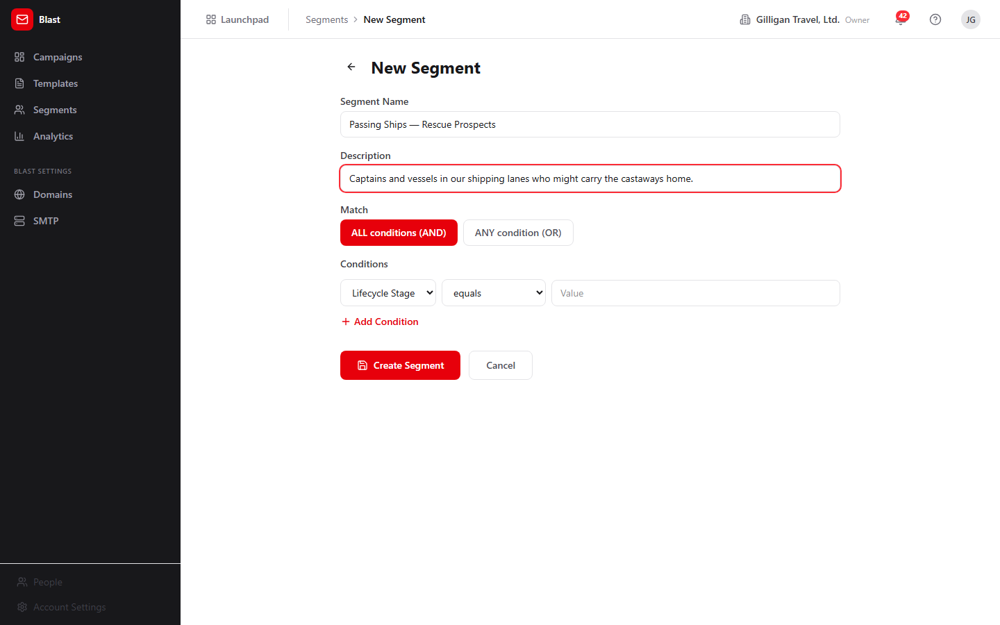 Blast
Campaigns
Templates
Segments
Analytics
BLAST SETTINGS
Domains
SMTP
People
Account Settings
Launchpad
Segments > New Segment
Gilligan Travel, Ltd. Owner
42
JG
New Segment
Segment Name
Passing Ships — Rescue Prospects
Description
Captains and vessels in our shipping lanes who might carry the castaways home.
Match
ALL conditions (AND)
ANY condition (OR)
Conditions
Lifecycle Stage
equals
Value
+ Add Condition
Create Segment
Cancel